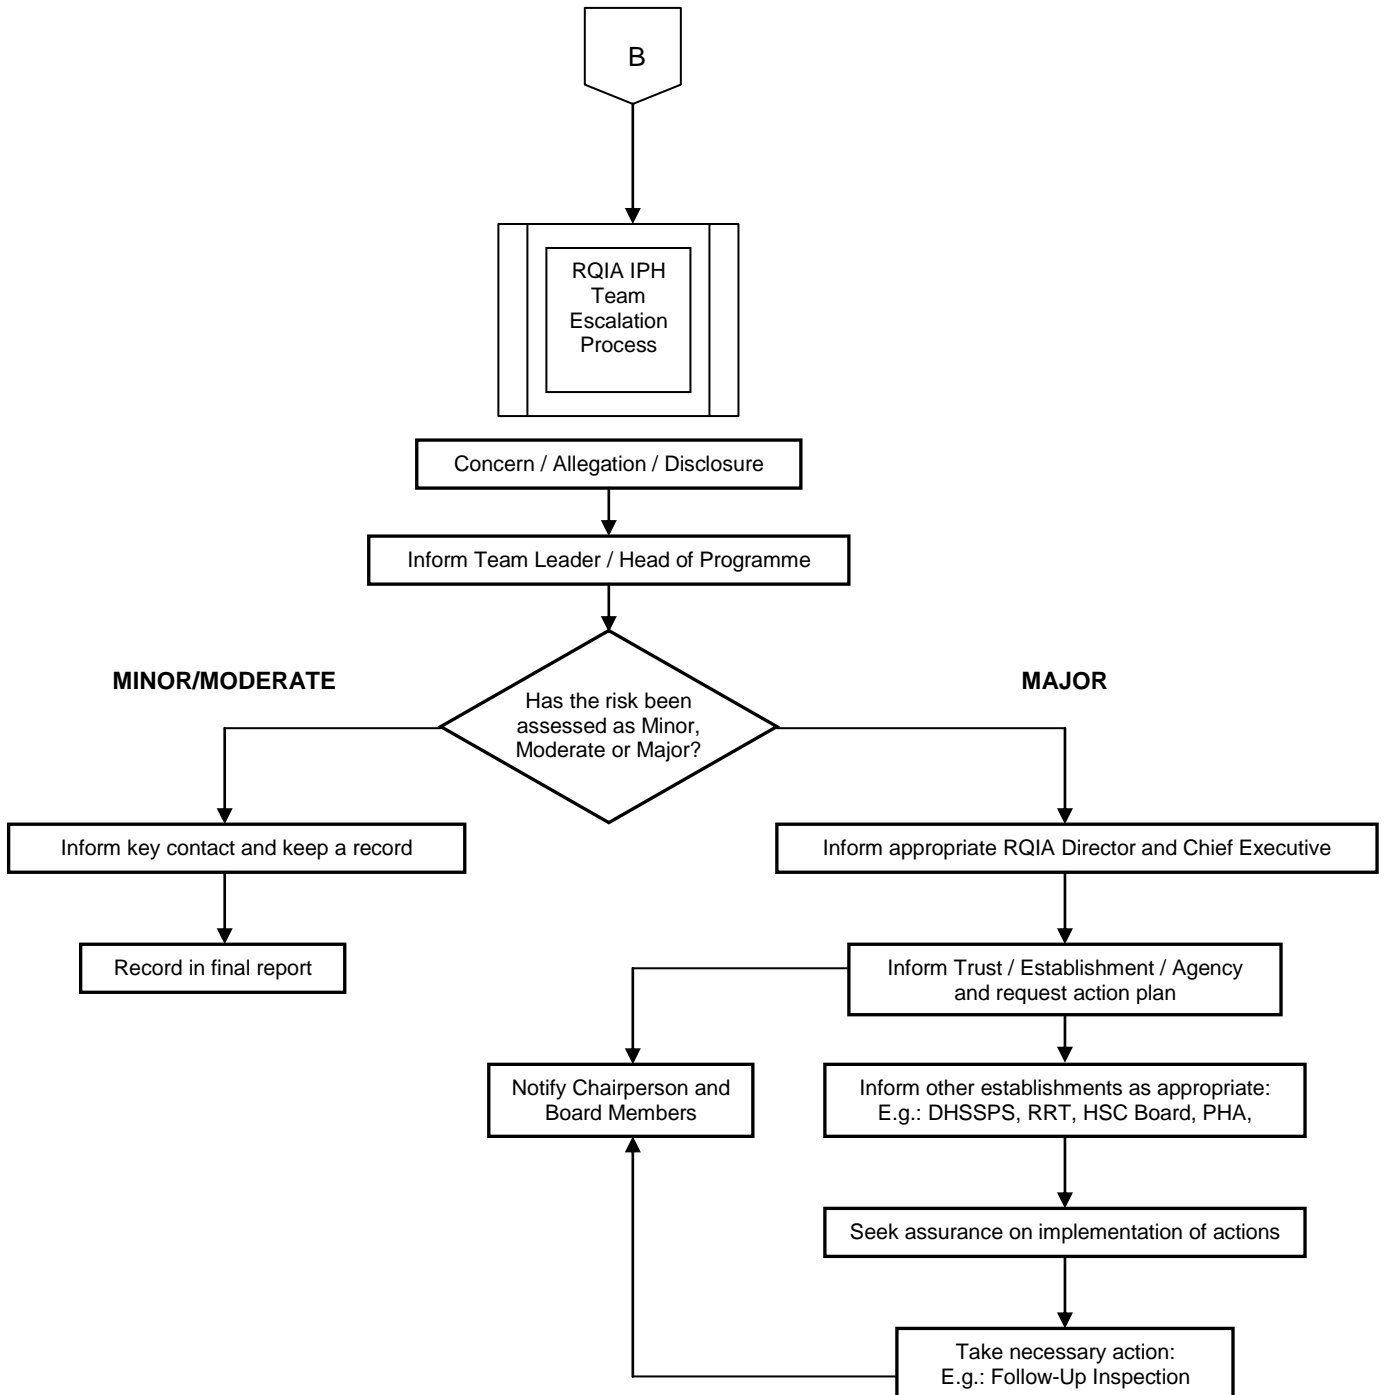 B
RQIA IPH
Team
Escalation
Process
Concern / Allegation / Disclosure
Inform Team Leader / Head of Programme
MINOR/MODERATE
MAJOR
Has the risk been
assessed as Minor,
Moderate or Major?
Inform key contact and keep a record
Inform appropriate RQIA Director and Chief Executive
Record in final report
Inform Trust / Establishment / Agency
and request action plan
Notify Chairperson and
Board Members
Inform other establishments as appropriate:
E.g.: DHSSPS, RRT, HSC Board, PHA,
Seek assurance on implementation of actions
Take necessary action:
E.g.: Follow-Up Inspection